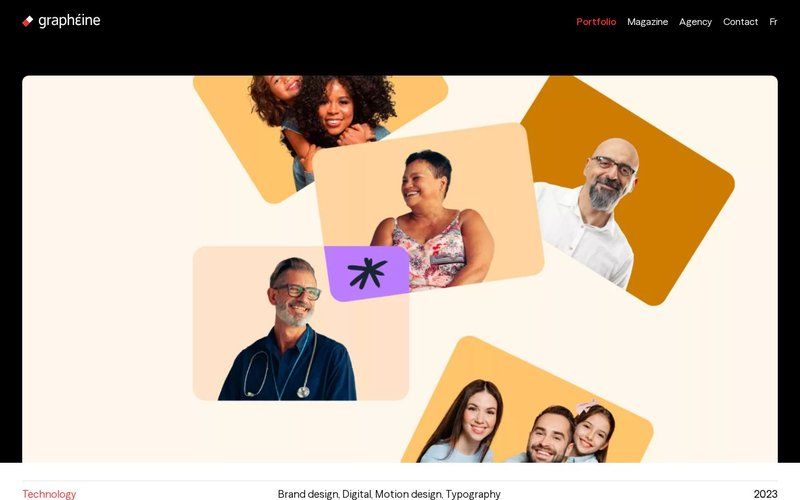 graphéine
Portfolio Magazine Agency Contact Fr
Technology
Brand design, Digital, Motion design, Typography
2023